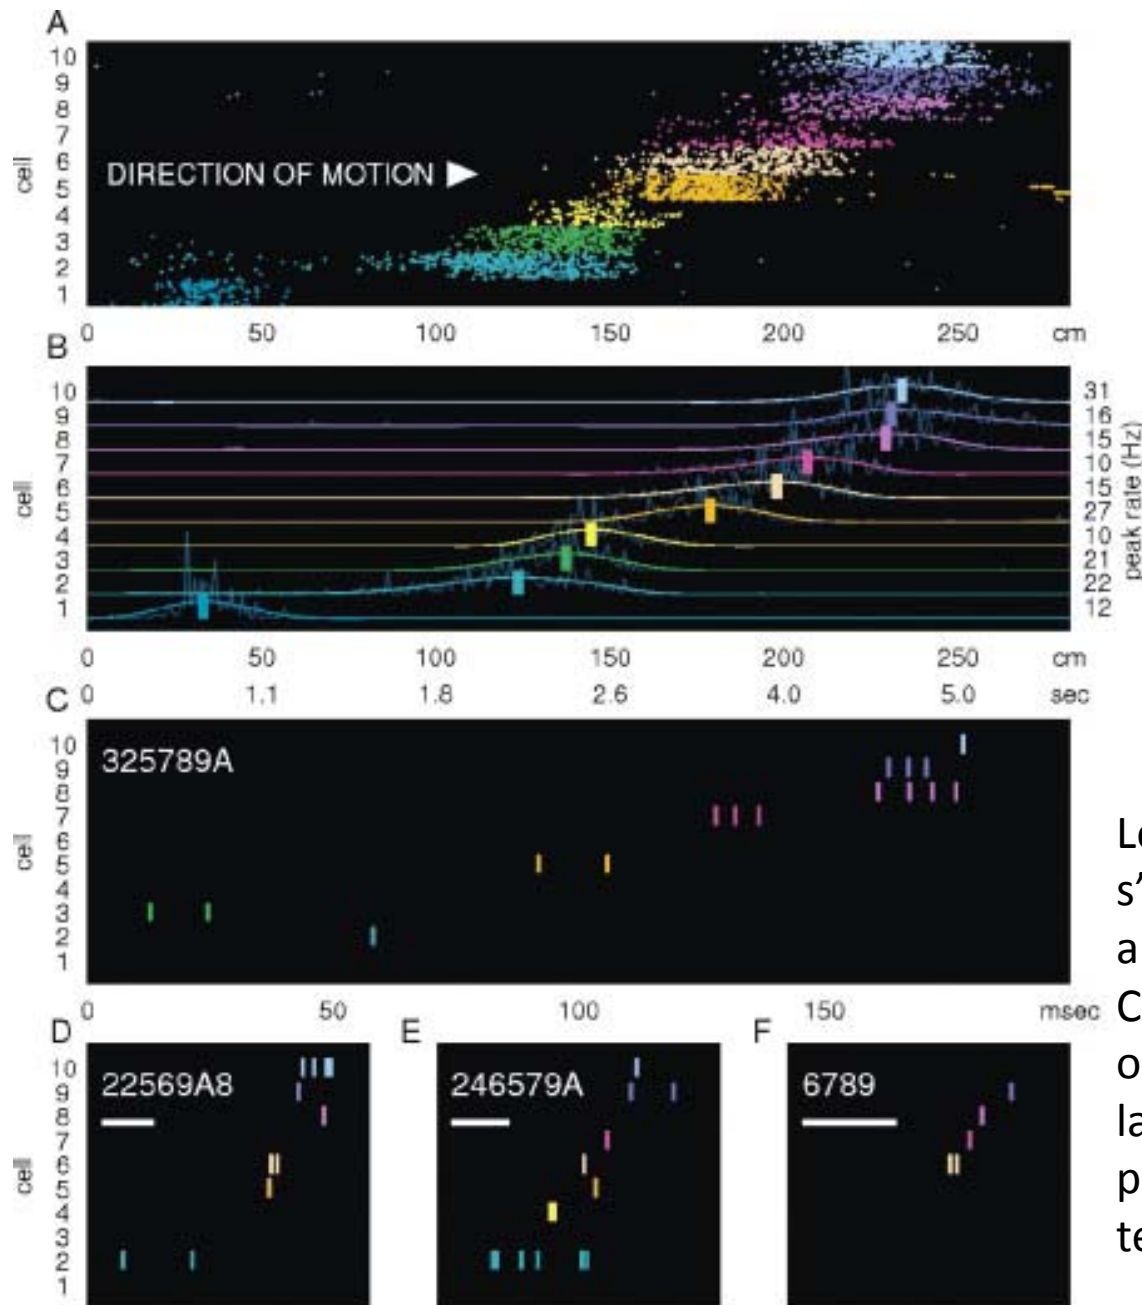 A
10
9
8
7
6
5
4
3
2
1
cell
DIRECTION OF MOTION
0 50 100 150 200 250 cm
B
10
9
8
7
6
5
4
3
2
1
cell
31
16
15
10
15
27
10
21
22
12
peak rate (Hz)
0 50 100 150 200 250 cm
C 0 1.1 1.8 2.6 4.0 5.0 sec
10
9
8
7
6
5
4
3
2
1
cell
325789A
0 50 100 150 msec
D E F
10
9
8
7
6
5
4
3
2
1
cell
22569A8
246579A
6789
s'
a
C